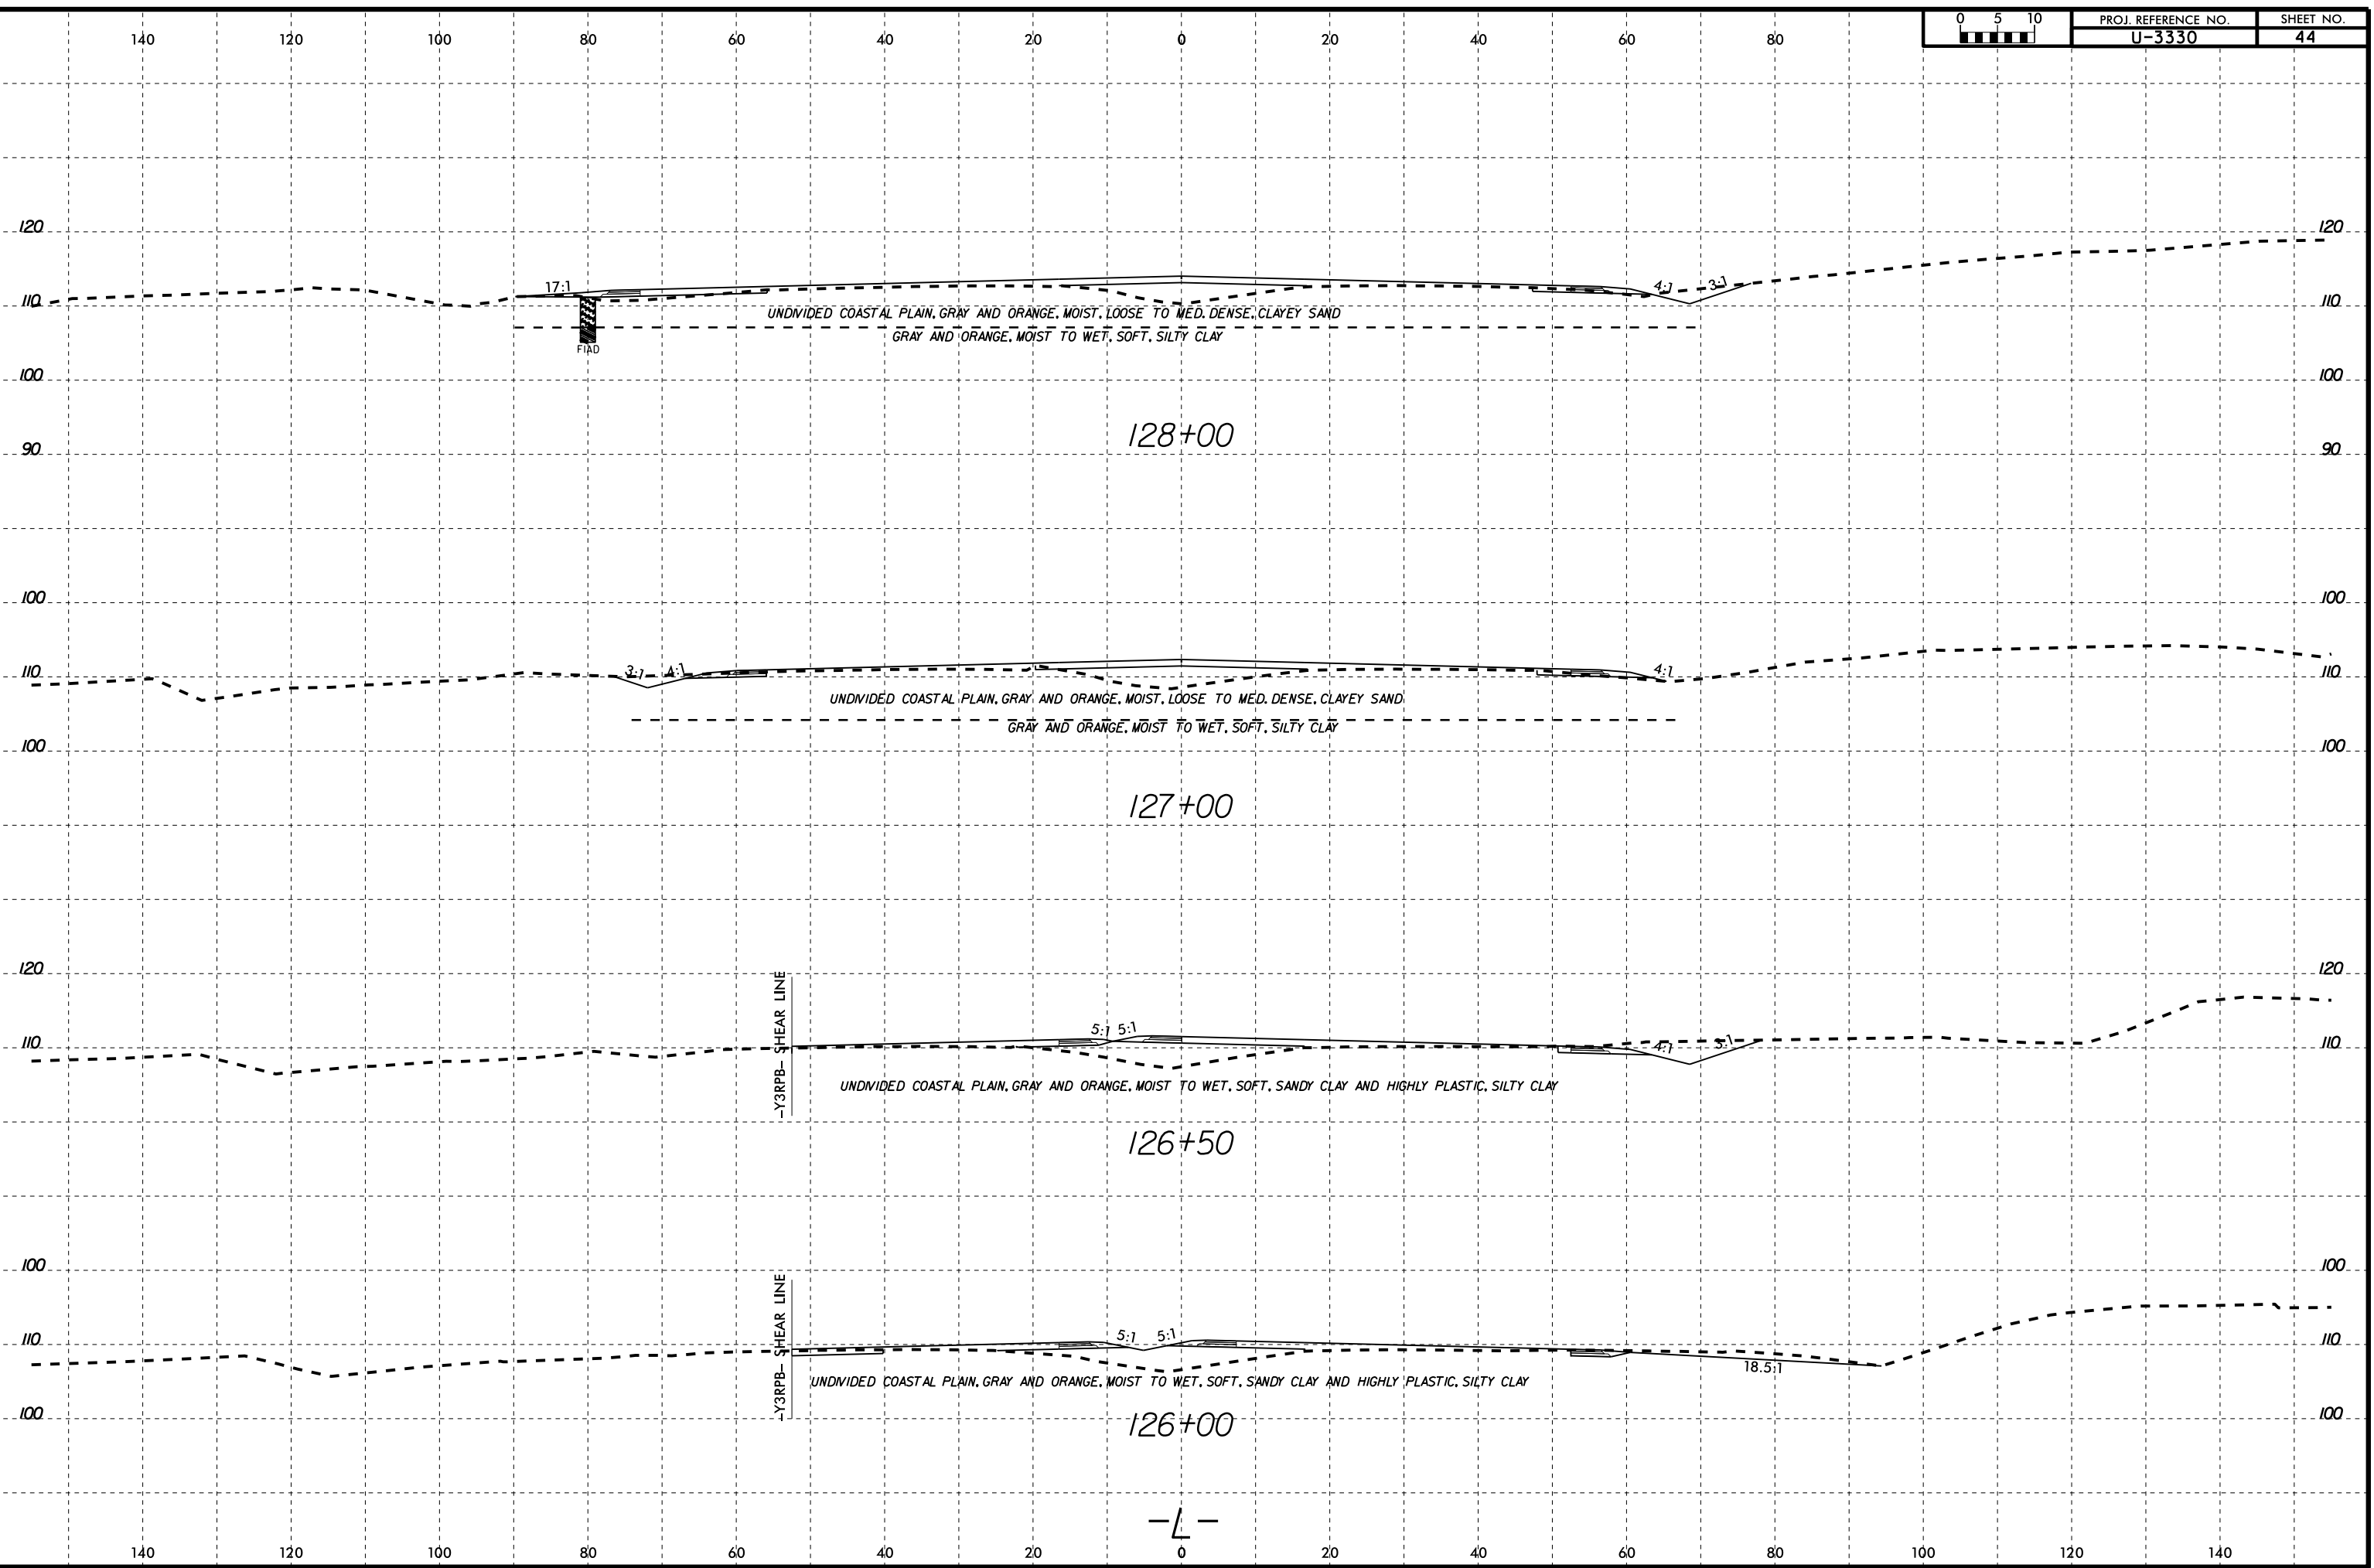 140 120 100 80 60 40 20 0 20 40 60 80
0 5 10
PROJ. REFERENCE NO. SHEET NO.
U-3330 44
120 120
17:1 4:1 3:1
110 110
UNDIVIDED COASTAL PLAIN, GRAY AND ORANGE, MOIST, LOOSE TO MED. DENSE, CLAYEY SAND
GRAY AND ORANGE, MOIST TO WET, SOFT, SILTY CLAY
FIAD
100 100
128+00
90 90
100 100
3:1 4:1 4:1
110 110
UNDIVIDED COASTAL PLAIN, GRAY AND ORANGE, MOIST, LOOSE TO MED. DENSE, CLAYEY SAND
GRAY AND ORANGE, MOIST TO WET, SOFT, SILTY CLAY
100 100
127+00
120 120
-Y3RPB- SHEAR LINE
5:1 5:1
110 4:1 3:1 110
UNDIVIDED COASTAL PLAIN, GRAY AND ORANGE, MOIST TO WET, SOFT, SANDY CLAY AND HIGHLY PLASTIC, SILTY CLAY
126+50
100 100
-Y3RPB- SHEAR LINE
110 5:1 5:1 110
18.5:1
UNDIVIDED COASTAL PLAIN, GRAY AND ORANGE, MOIST TO WET, SOFT, SANDY CLAY AND HIGHLY PLASTIC, SILTY CLAY
100 100
126+00
-L-
140 120 100 80 60 40 20 0 20 40 60 80 100 120 140